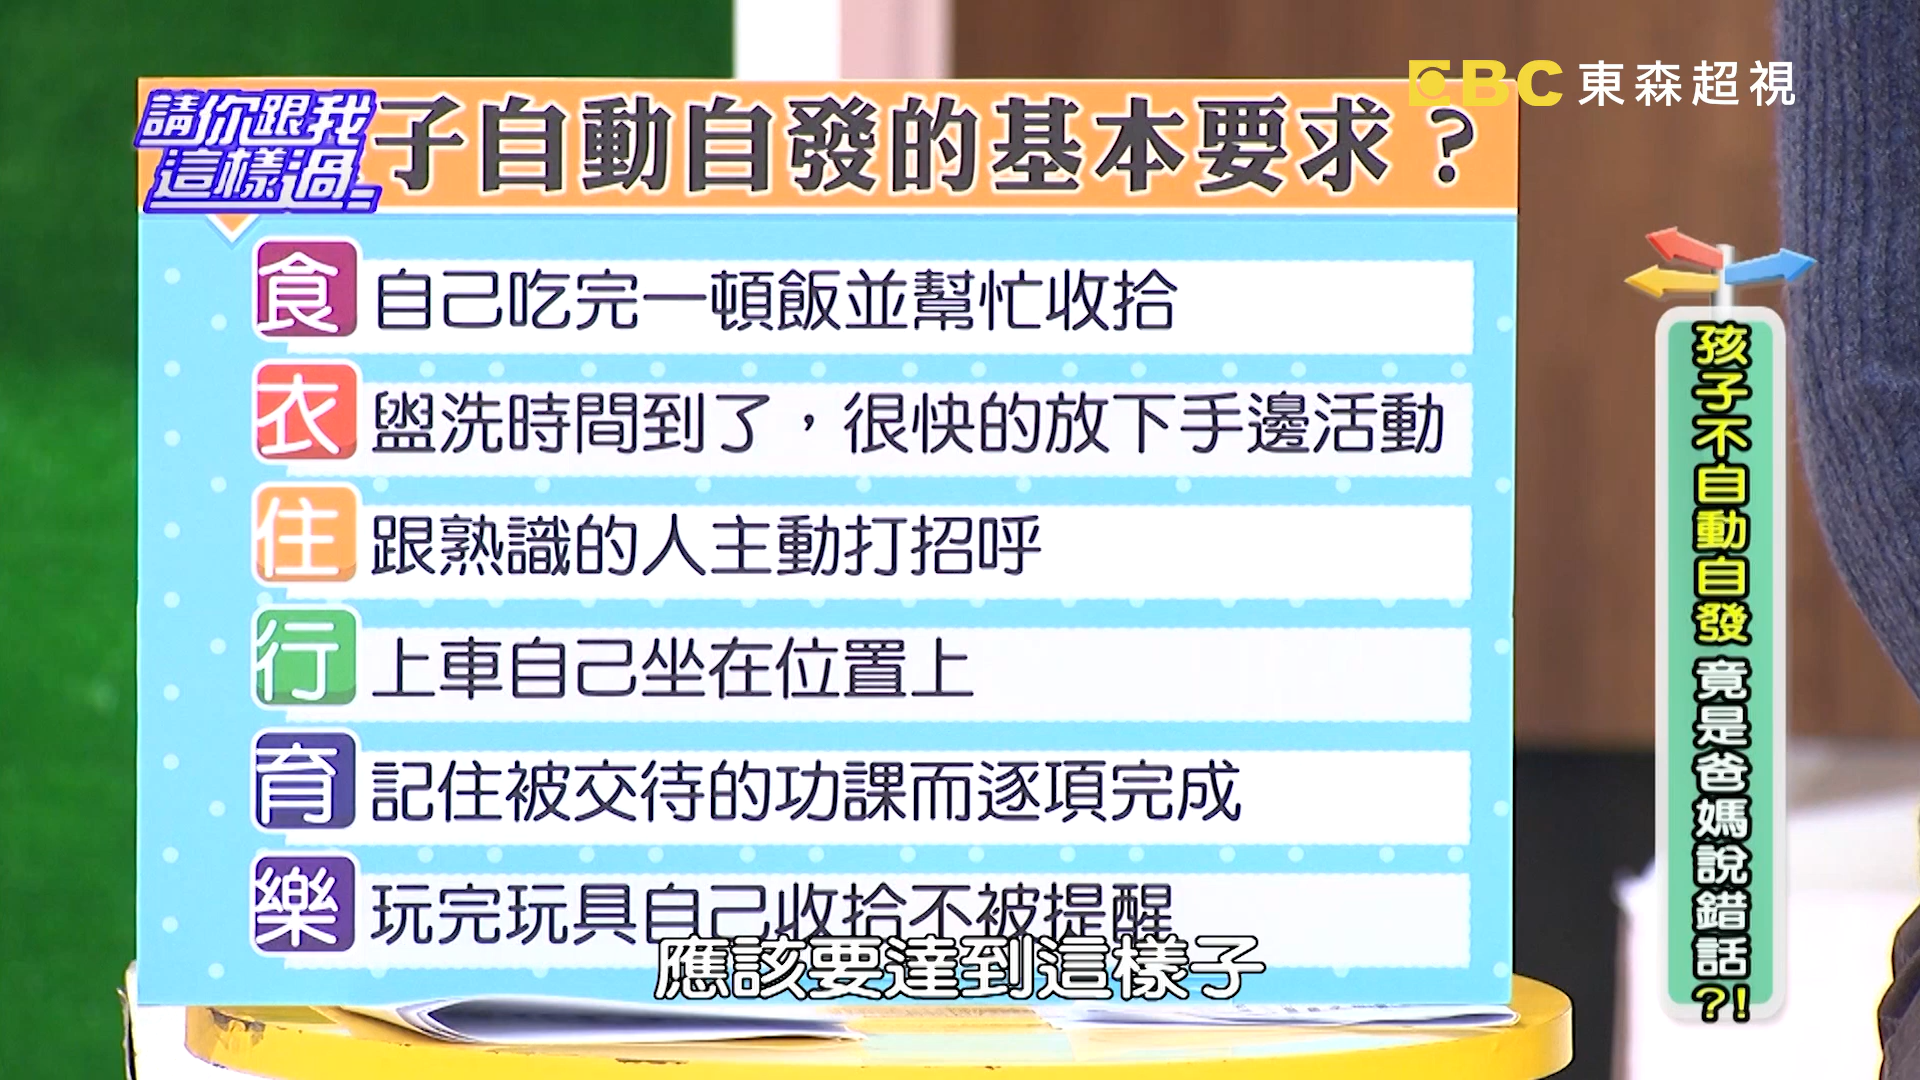 EBC 東森超視
請你跟我
這樣過
子自動自發的基本要求？
食 自己吃完一頓飯並幫忙收拾
衣 盥洗時間到了，很快的放下手邊活動
住 跟熟識的人主動打招呼
行 上車自己坐在位置上
育 記住被交待的功課而逐項完成
樂 玩完玩具自己收拾不被提醒
應該要達到這樣子
孩子不自動自發 竟是爸媽說錯話?!